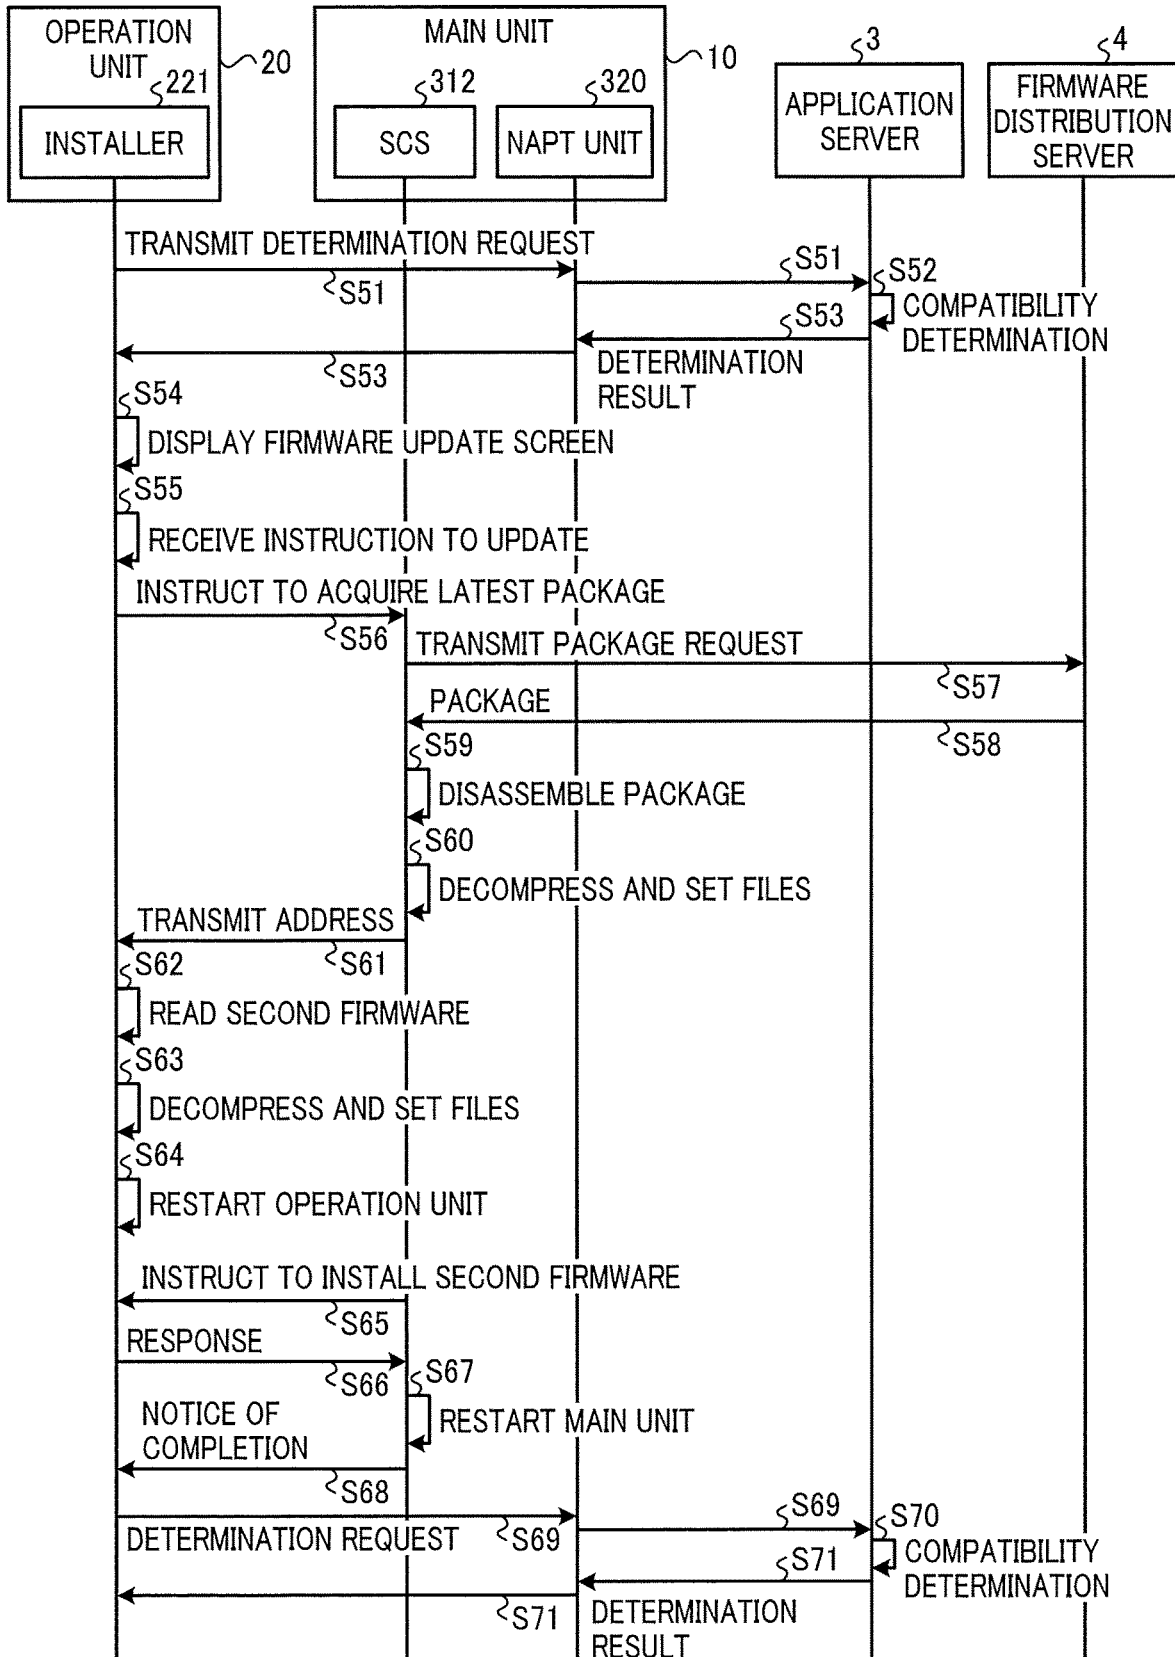 OPERATION
UNIT
20
221
INSTALLER
MAIN UNIT
10
312
SCS
320
NAPT UNIT
3
APPLICATION
SERVER
4
FIRMWARE
DISTRIBUTION
SERVER
TRANSMIT DETERMINATION REQUEST
S51
S51
S52
COMPATIBILITY
DETERMINATION
S53
S53
DETERMINATION
RESULT
S54
DISPLAY FIRMWARE UPDATE SCREEN
S55
RECEIVE INSTRUCTION TO UPDATE
INSTRUCT TO ACQUIRE LATEST PACKAGE
S56
TRANSMIT PACKAGE REQUEST
S57
PACKAGE
S58
S59
DISASSEMBLE PACKAGE
S60
DECOMPRESS AND SET FILES
TRANSMIT ADDRESS
S61
S62
READ SECOND FIRMWARE
S63
DECOMPRESS AND SET FILES
S64
RESTART OPERATION UNIT
INSTRUCT TO INSTALL SECOND FIRMWARE
S65
RESPONSE
S66
S67
RESTART MAIN UNIT
NOTICE OF
COMPLETION
S68
DETERMINATION REQUEST
S69
S69
S70
COMPATIBILITY
DETERMINATION
S71
S71
DETERMINATION
RESULT